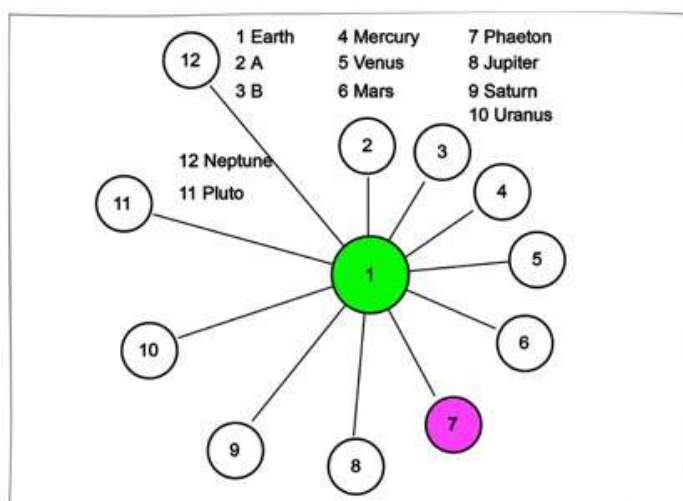 1 Earth 4 Mercury 7 Phaeton
2 A 5 Venus 8 Jupiter
3 B 6 Mars 9 Saturn
10 Uranus
12
2
3
12 Neptune
4
11 Pluto
11
5
1
6
10
7
9
8